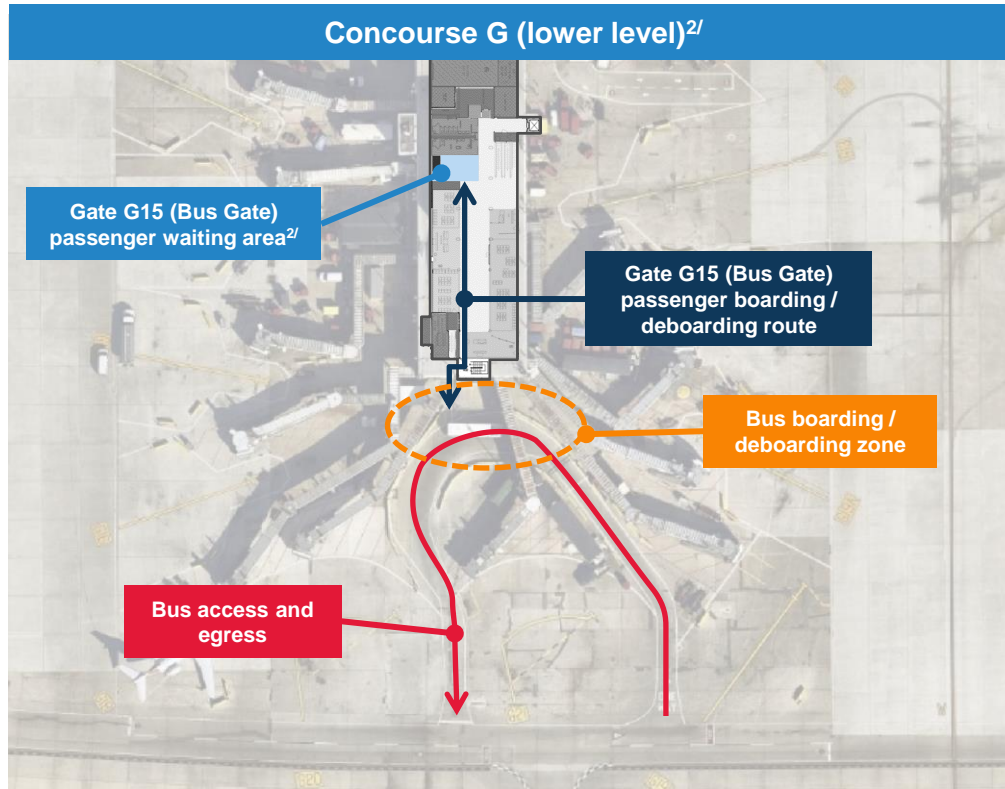 Concourse G (lower level)2/
Gate G15 (Bus Gate)
passenger waiting area2/
Gate G15 (Bus Gate)
passenger boarding /
deboarding route
Bus boarding /
deboarding zone
Bus access and
egress